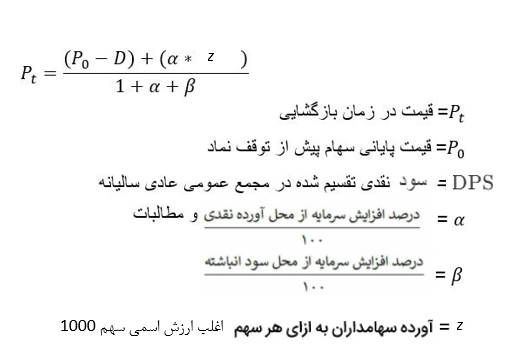 P_t = ((P_0 − D) + (α * z )) / (1 + α + β)
P_t= قیمت در زمان بازگشایی
P_0= قیمت پایانی سهام پیش از توقف نماد
DPS = سود نقدی تقسیم شده در مجمع عمومی عادی سالیانه
α = درصد افزایش سرمایه از محل آورده نقدی و مطالبات / ۱۰۰
β = درصد افزایش سرمایه از محل سود انباشته / ۱۰۰
z = آورده سهامداران به ازای هر سهم اغلب ارزش اسمی سهم 1000